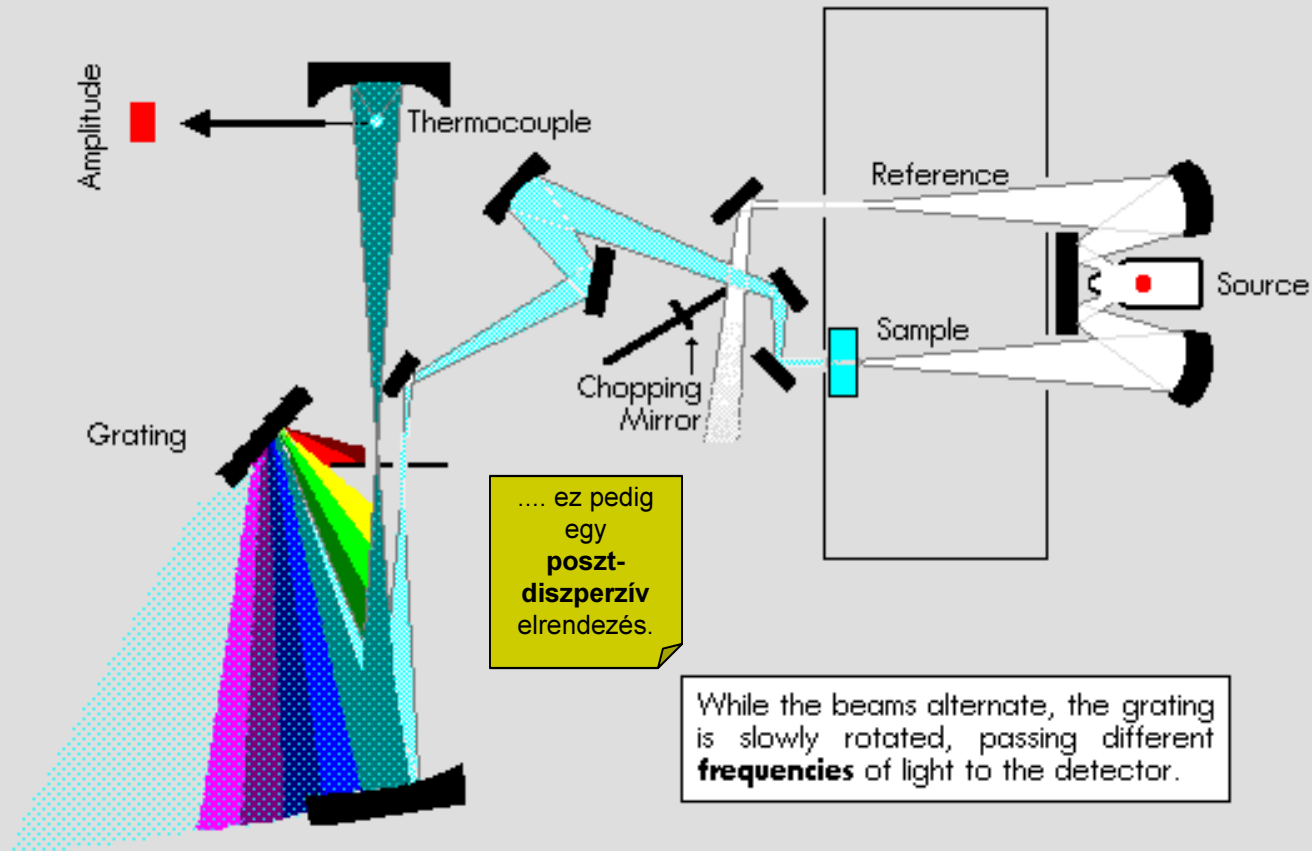 Amplitude
Thermocouple
Reference
Source
Sample
Chopping
Mirror
Grating
.... ez pedig
egy
poszt-
diszperzív
elrendezés.
While the beams alternate, the grating
is slowly rotated, passing different
frequencies of light to the detector.